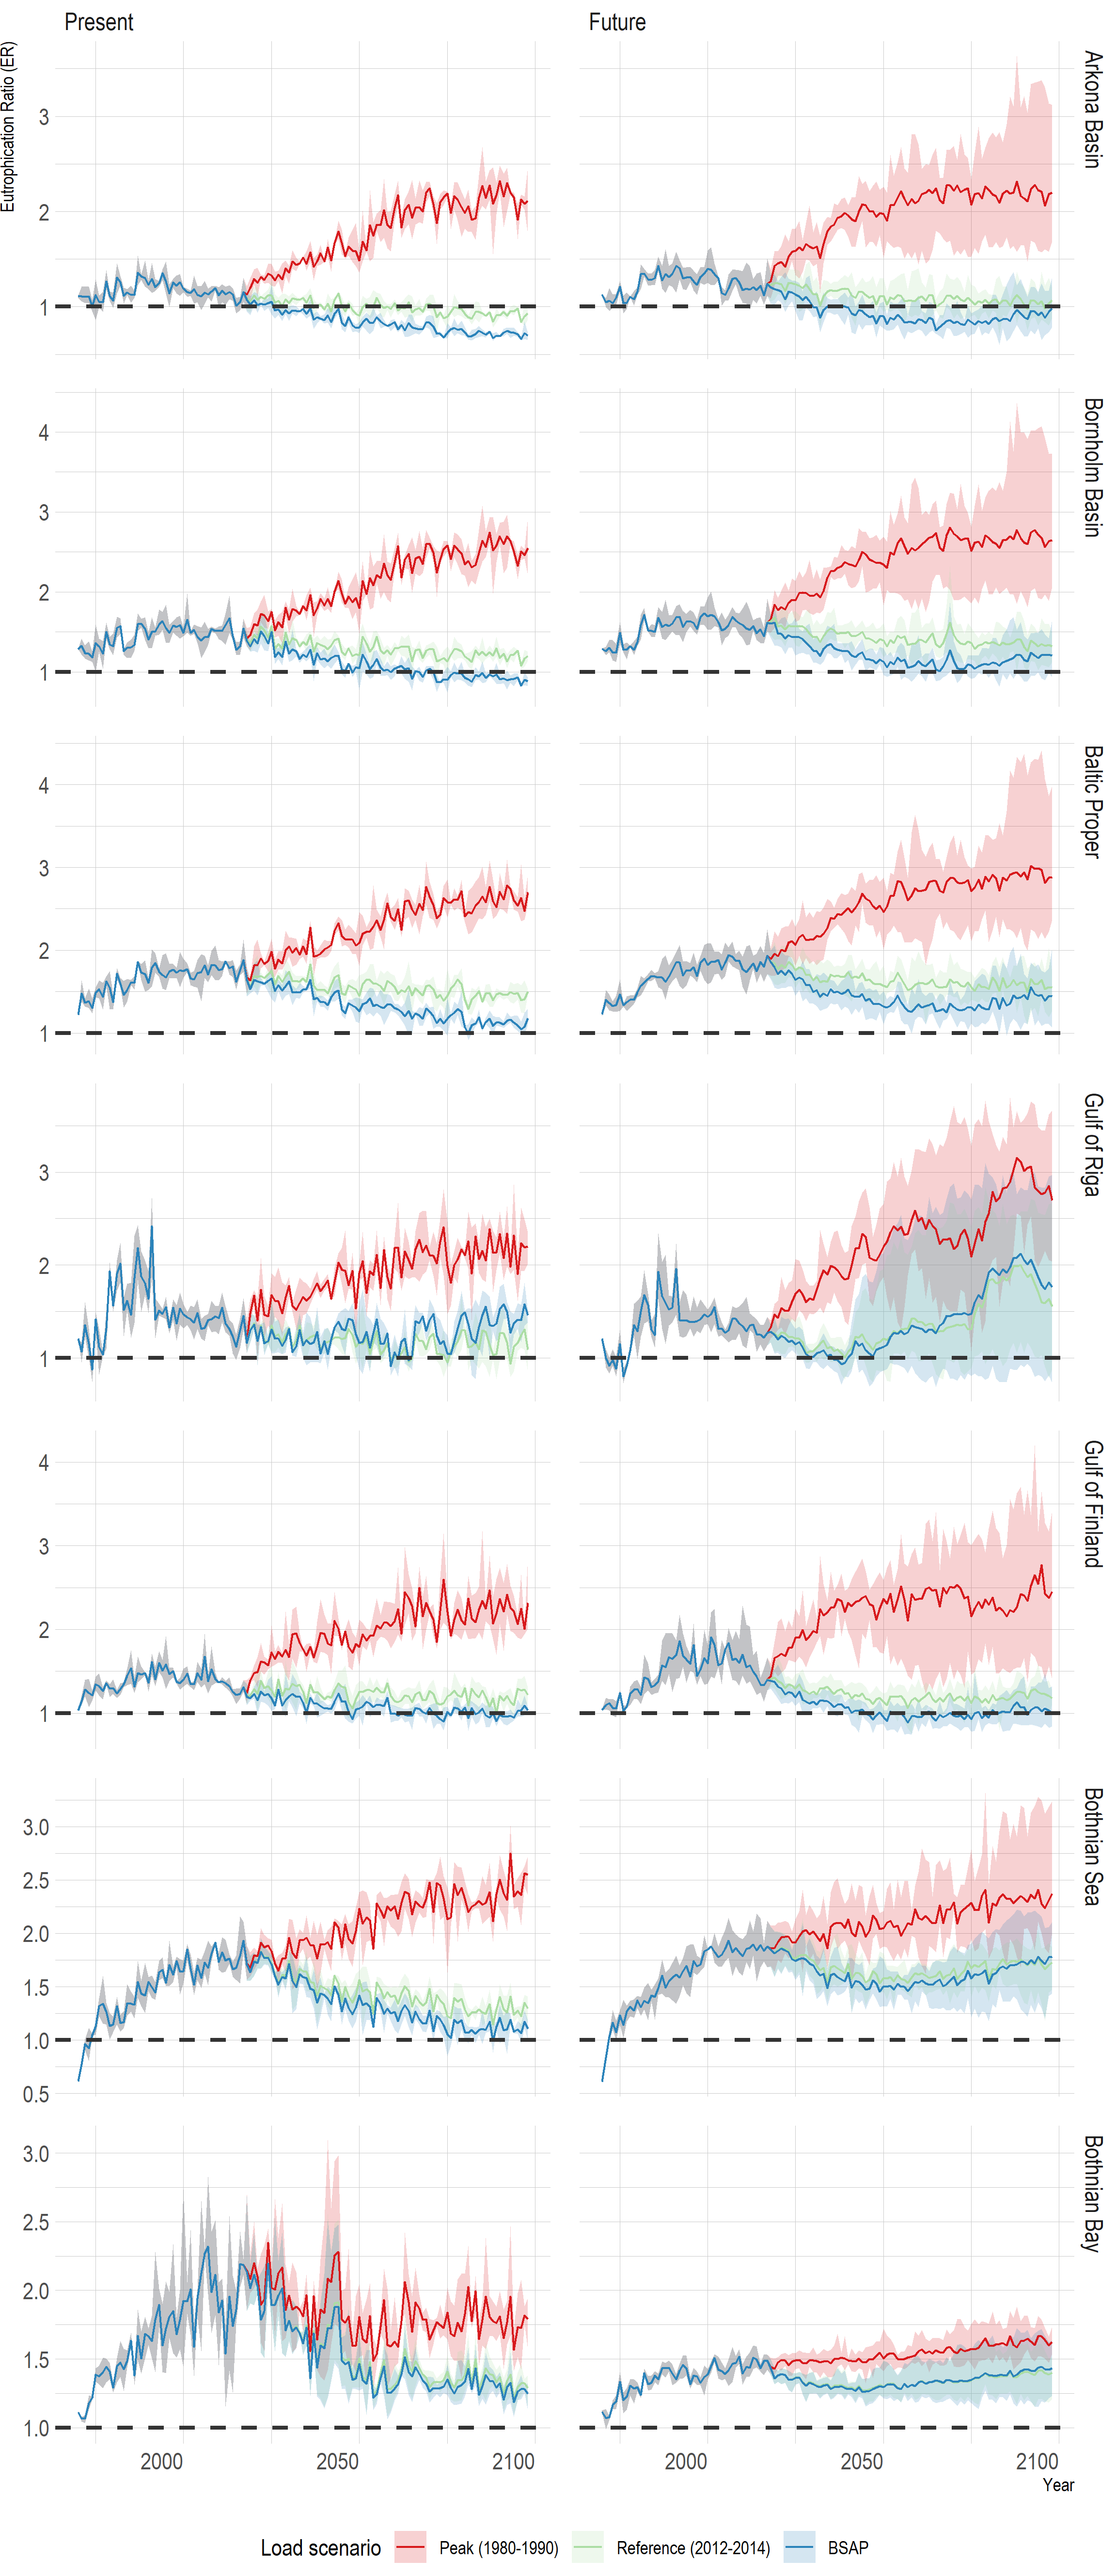 Present
Future
Eutrophication Ratio (ER)
Arkona Basin
3
2
1
Bornholm Basin
4
3
2
1
Baltic Proper
4
3
2
1
Gulf of Riga
3
2
1
Gulf of Finland
4
3
2
1
Bothnian Sea
3.0
2.5
2.0
1.5
1.0
0.5
Bothnian Bay
3.0
2.5
2.0
1.5
1.0
2000 2050 2100 2000 2050 2100
Year
Load scenario Peak (1980-1990) Reference (2012-2014) BSAP